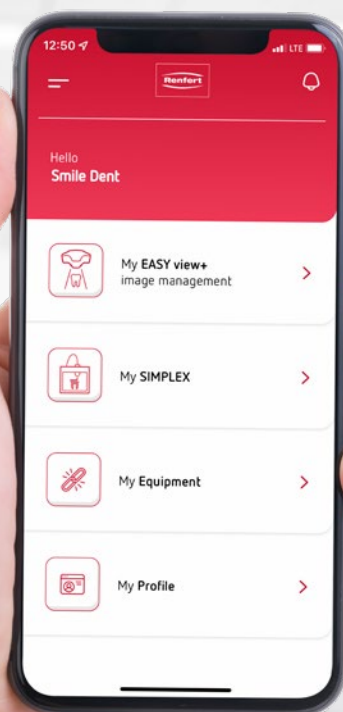 12:50
LTE
Renfert
Hello
Smile Dent
My EASY view+
image management
My SIMPLEX
My Equipment
My Profile